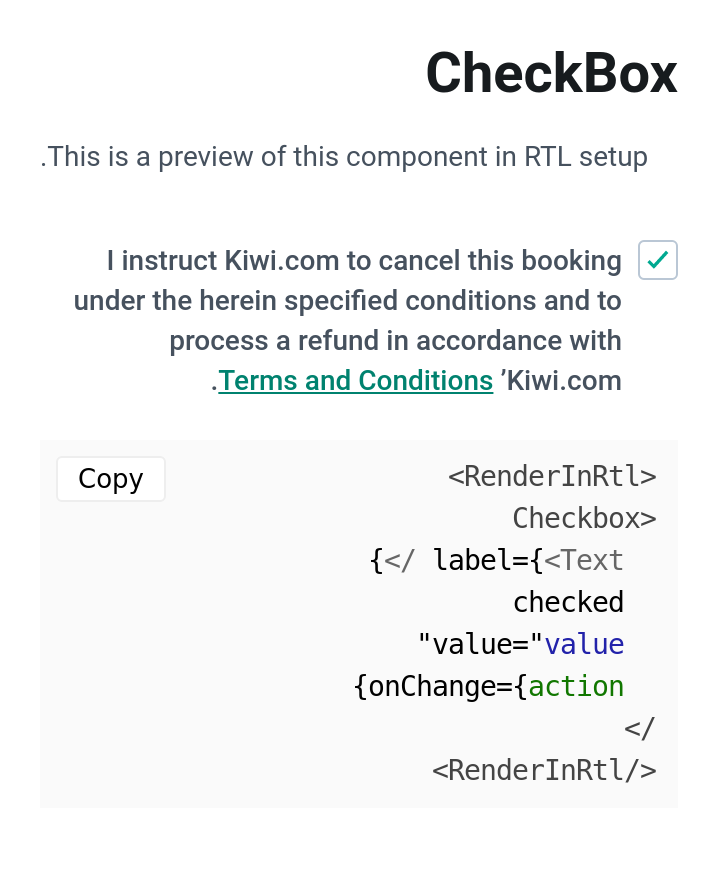 CheckBox
.This is a preview of this component in RTL setup
I instruct Kiwi.com to cancel this booking
under the herein specified conditions and to
process a refund in accordance with
.Terms and Conditions ’Kiwi.com
Copy
<RenderInRtl>
Checkbox>
{</ label={<Text
checked
"value="value
{onChange={action
</
<RenderInRtl/>